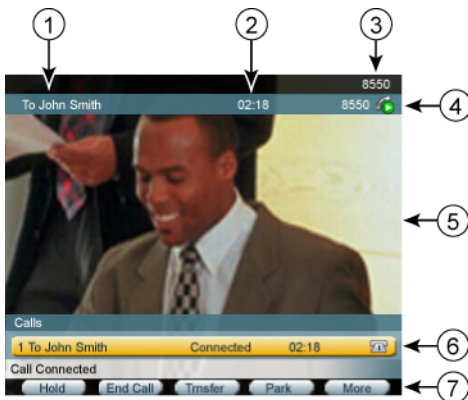 1 2 3
8550
To John Smith 02:18 8550
4
5
Calls
1 To John Smith Connected 02:18
6
Call Connected
Hold End Call Trnsfer Park More
7